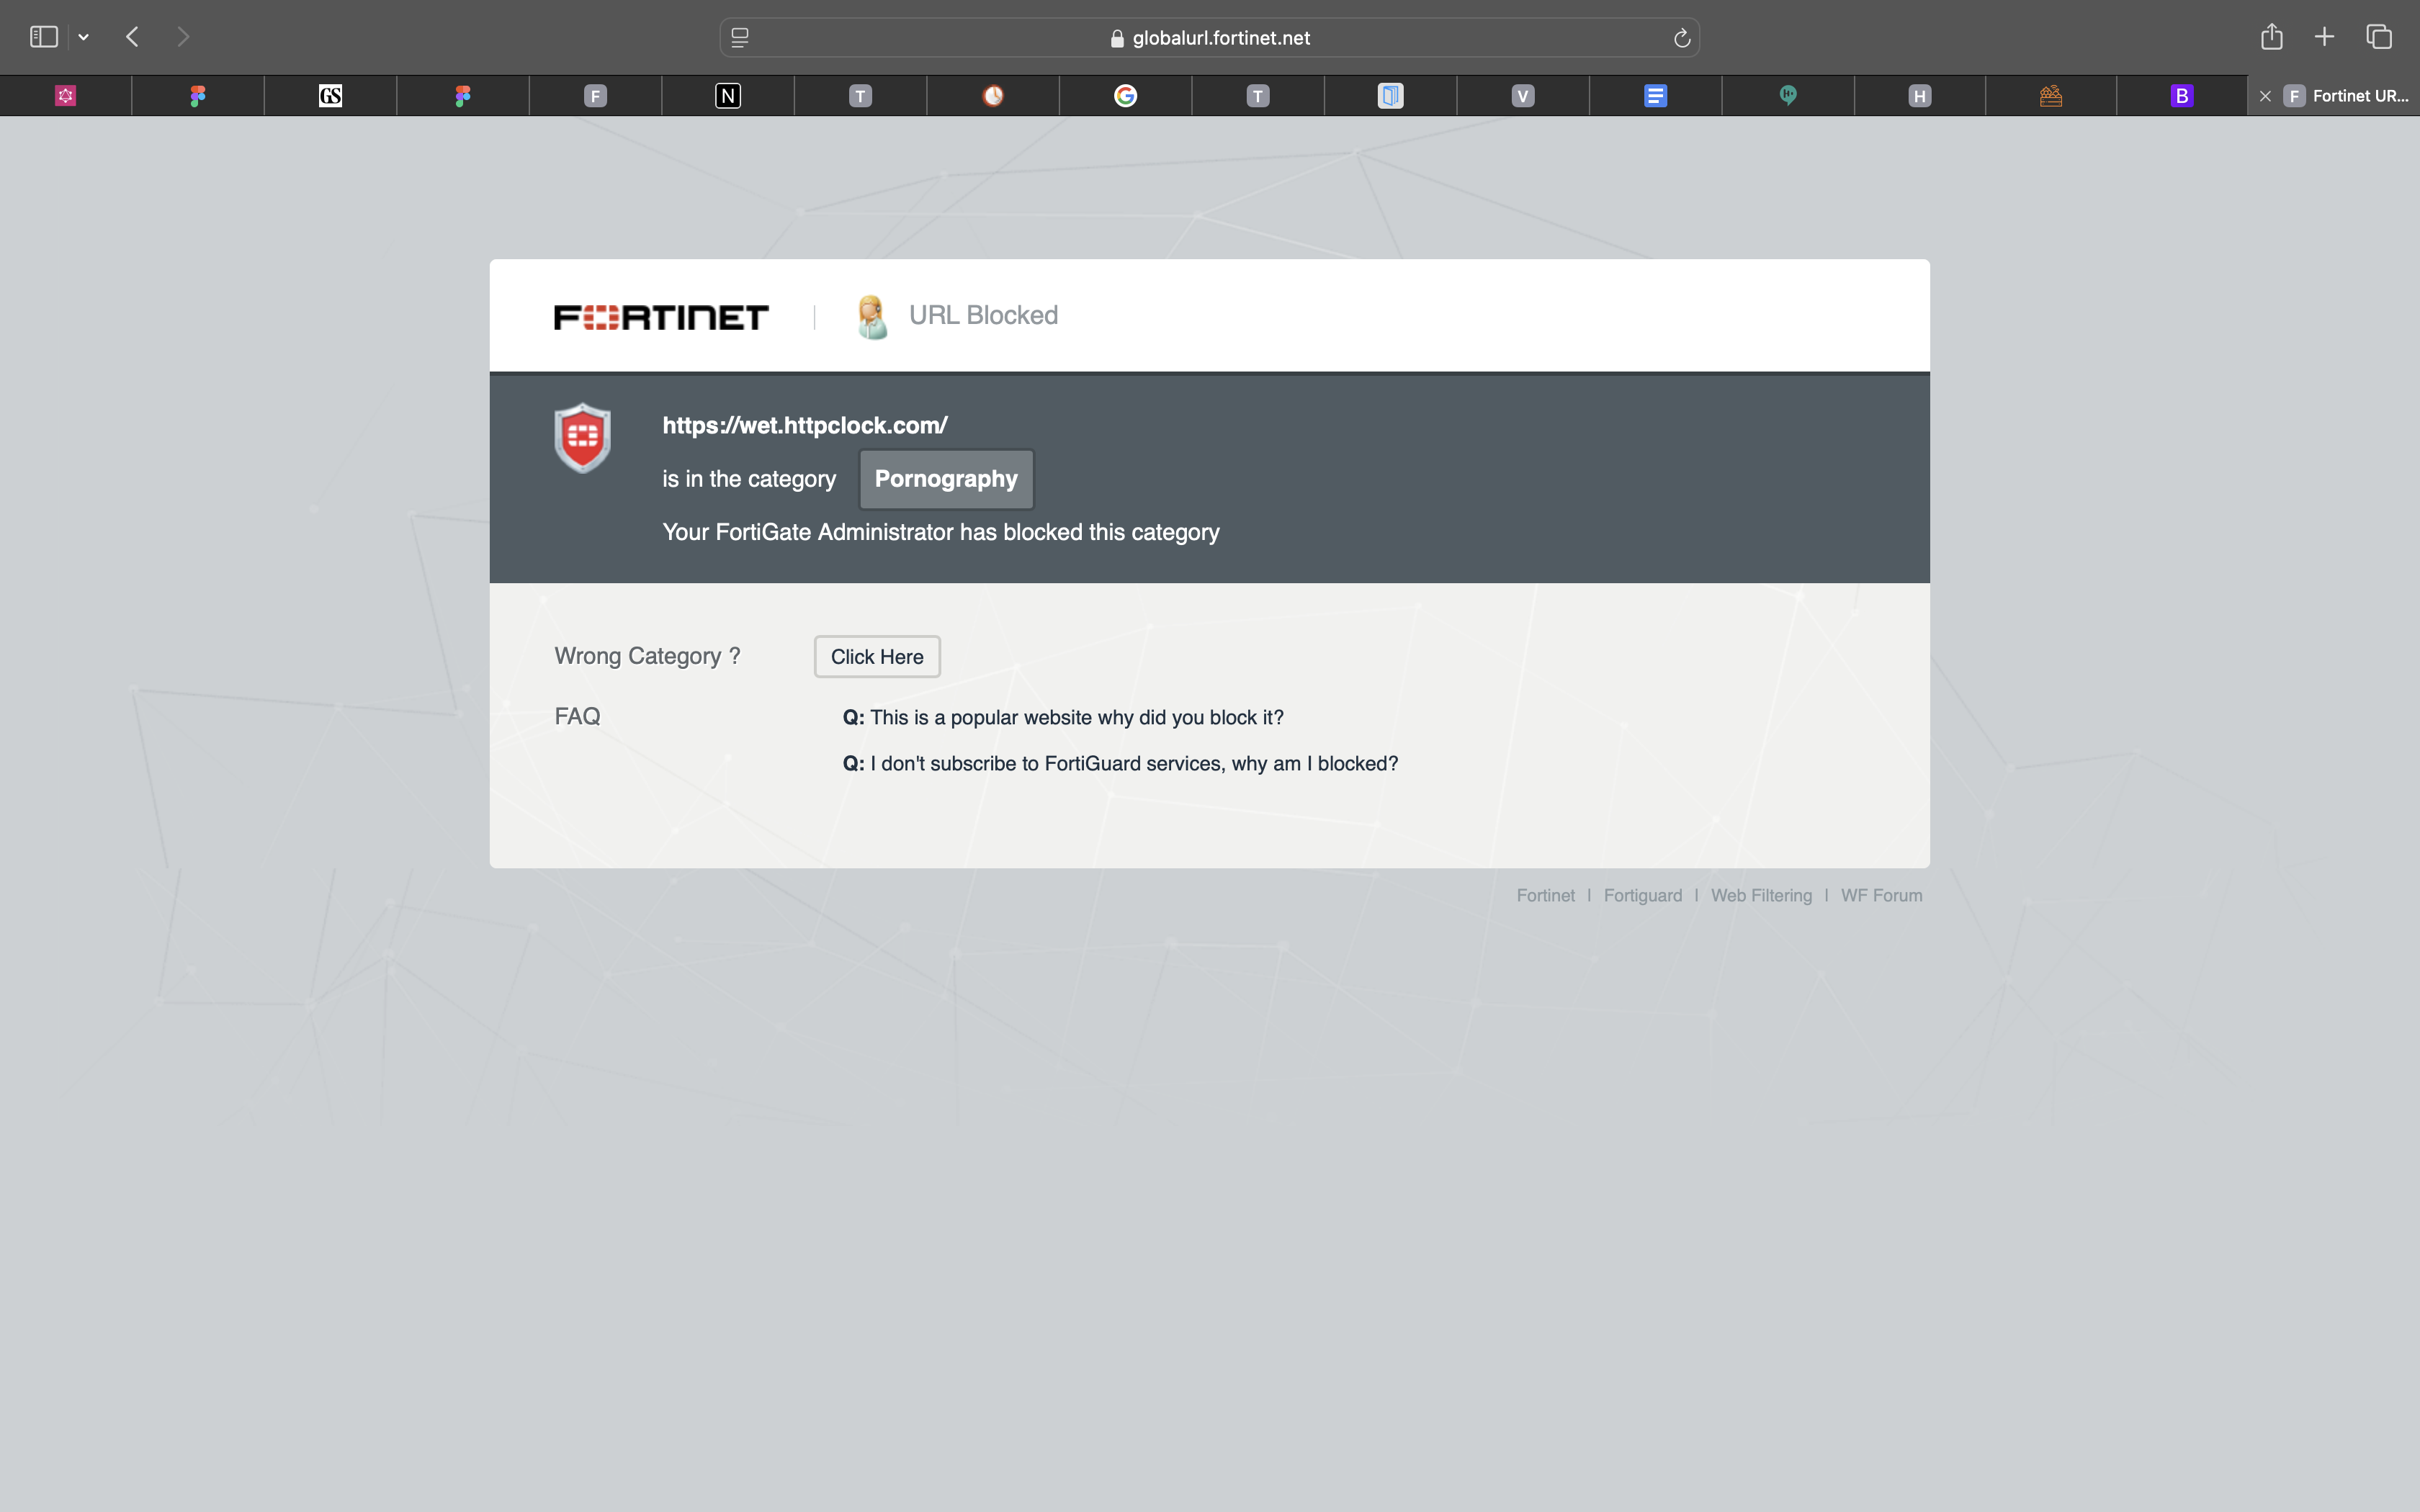 globalurl.fortinet.net
GS
F
N
T
G
T
V
H
B
F Fortinet UR...
FORTINET
URL Blocked
https://wet.httpclock.com/
is in the category Pornography
Your FortiGate Administrator has blocked this category
Wrong Category ? Click Here
FAQ
Q: This is a popular website why did you block it?
Q: I don't subscribe to FortiGuard services, why am I blocked?
Fortinet | Fortiguard | Web Filtering | WF Forum